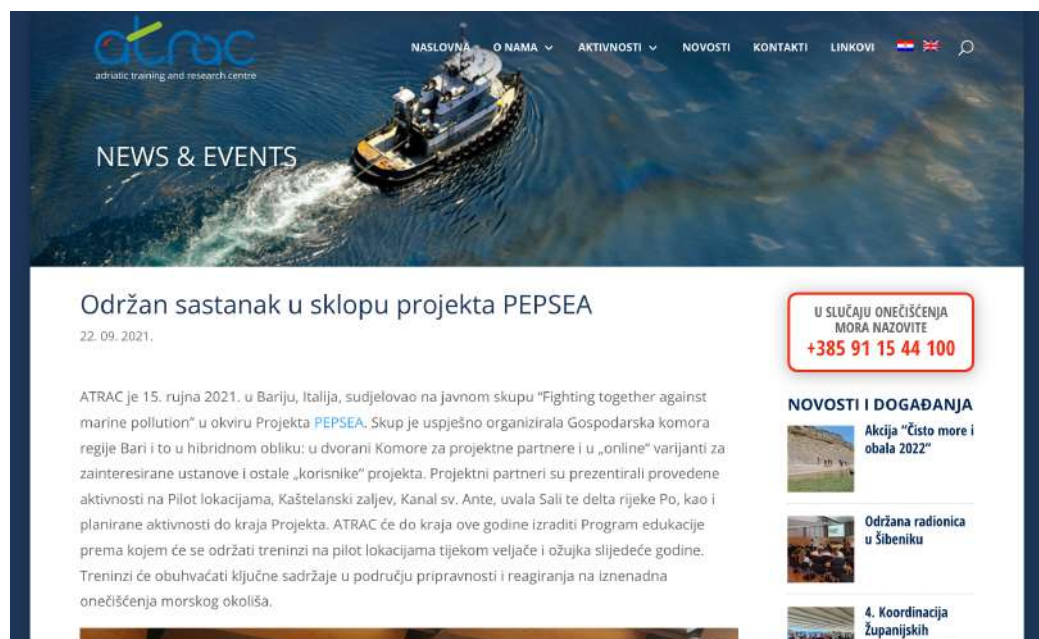 atrac
adriatic training and research centre
NASLOVNA O NAMA AKTIVNOSTI NOVOSTI KONTAKTI LINKOVI
NEWS & EVENTS
Održan sastanak u sklopu projekta PEPSEA
22. 09. 2021.
ATRAC je 15. rujna 2021. u Bariju, Italija, sudjelovao na javnom skupu “Fighting together against
marine pollution” u okviru Projekta PEPSEA. Skup je uspješno organizirala Gospodarska komora
regije Bari i to u hibridnom obliku: u dvorani Komore za projektne partnere i u „online” varijanti za
zainteresirane ustanove i ostale „korisnike” projekta. Projektni partneri su prezentirali provedene
aktivnosti na Pilot lokacijama, Kaštelanski zaljev, Kanal sv. Ante, uvala Sali te delta rijeke Po, kao i
planirane aktivnosti do kraja Projekta. ATRAC će do kraja ove godine izraditi Program edukacije
prema kojem će se održati treninzi na pilot lokacijama tijekom veljače i ožujka slijedeće godine.
Treninzi će obuhvaćati ključne sadržaje u području pripravnosti i reagiranja na iznenadna
onečišćenja morskog okoliša.
U SLUČAJU ONEČIŠĆENJA
MORA NAZOVITE
+385 91 15 44 100
NOVOSTI I DOGAĐANJA
Akcija “Čisto more i
obala 2022”
Održana radionica
u Šibeniku
4. Koordinacija
Županijskih